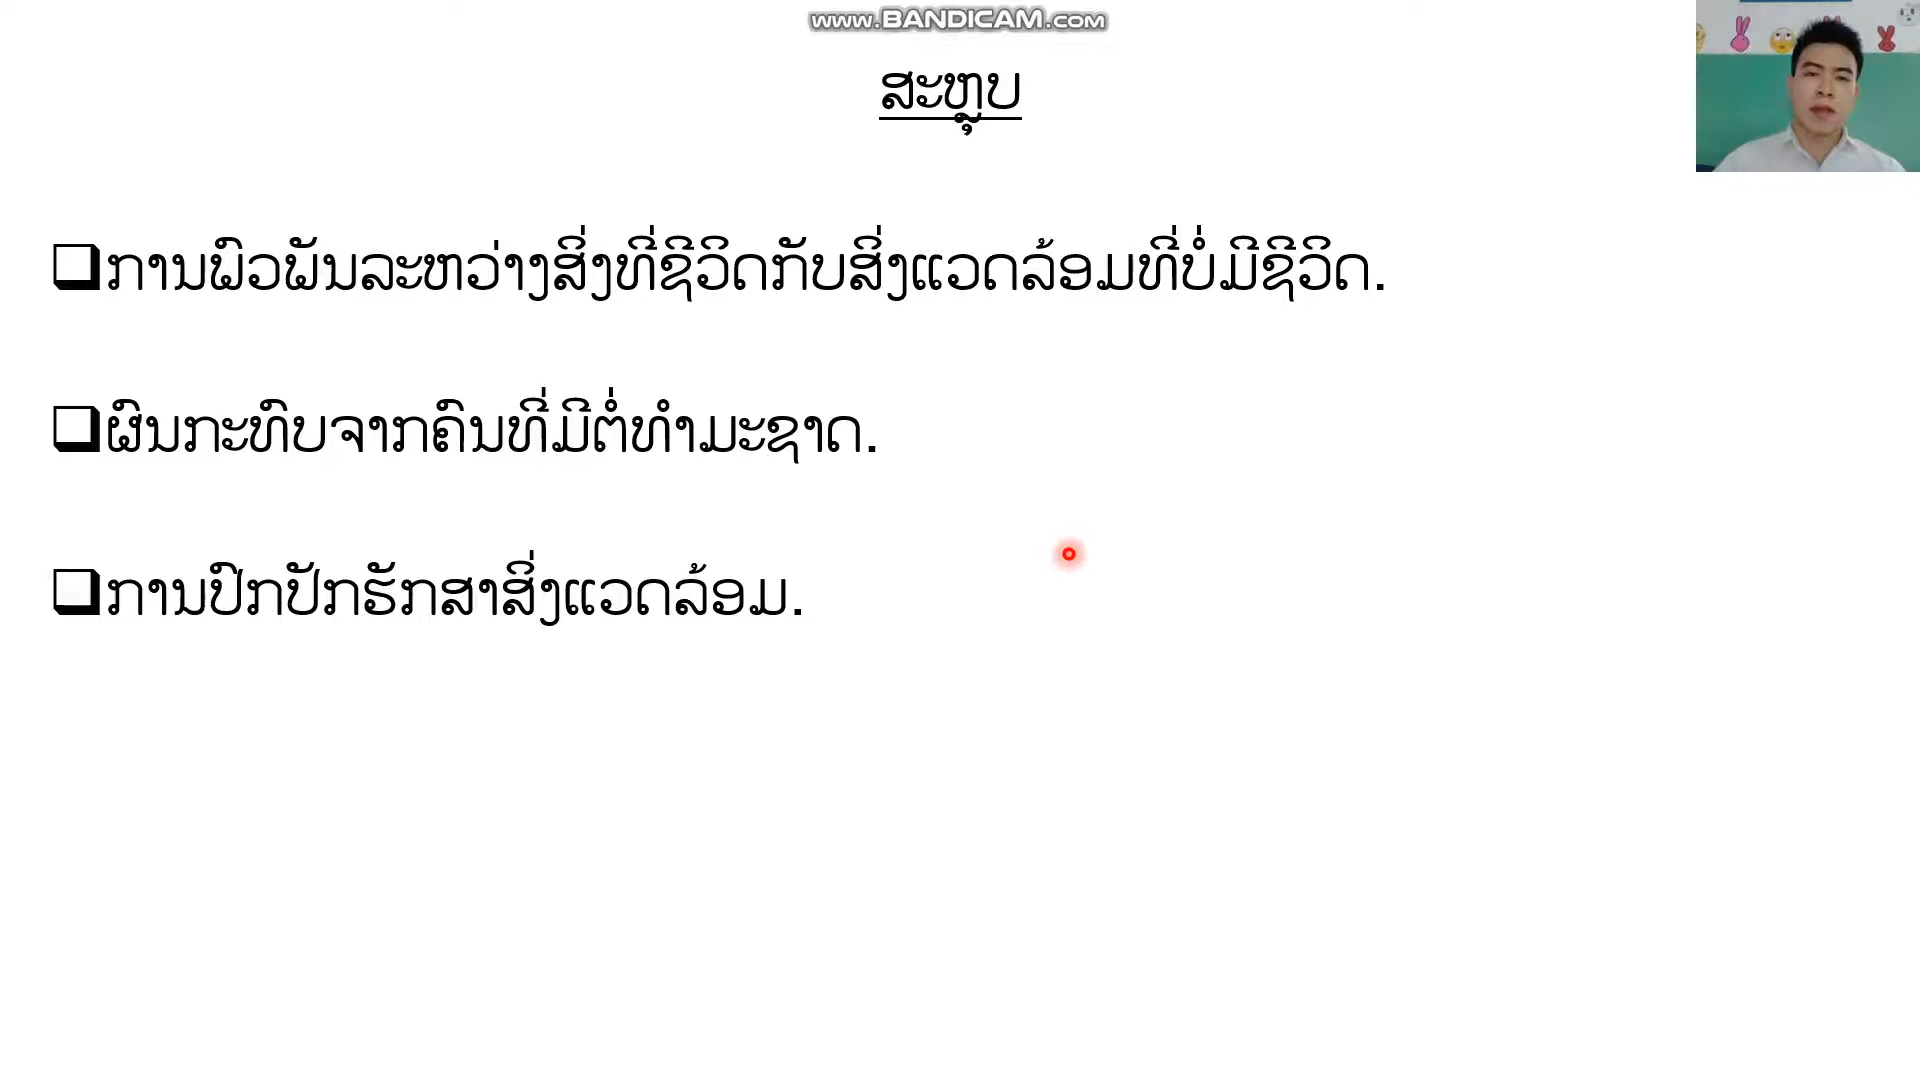 www.BANDICAM.com
ສະຫຼຸບ
❑ການພົວພັນລະຫວ່າງສິ່ງທີ່ຊີວິດກັບສິ່ງແວດລ້ອມທີ່ບໍ່ມີຊີວິດ.
❑ຜົນກະທົບຈາກຄົນທີ່ມີຕໍ່ທຳມະຊາດ.
❑ການປົກປັກຮັກສາສິ່ງແວດລ້ອມ.